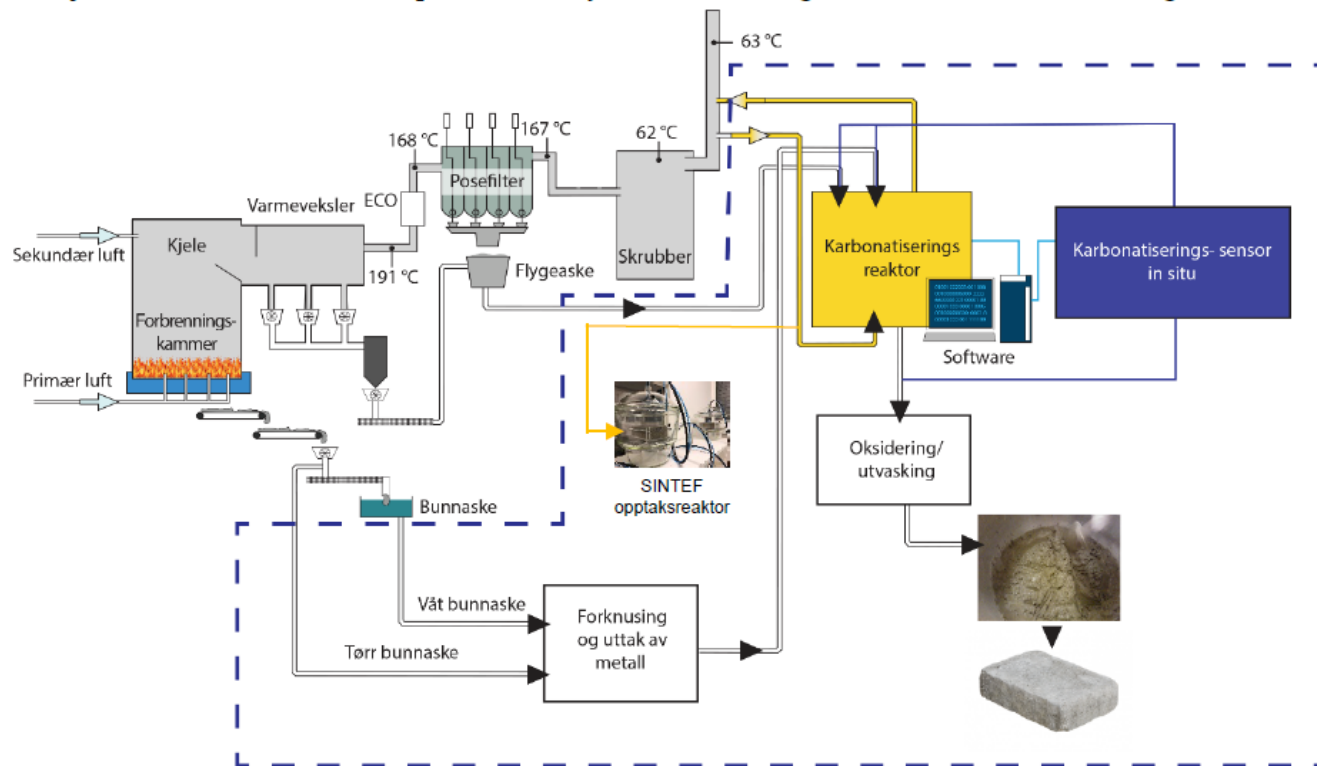 63 °C
168 °C
167 °C
62 °C
Posefilter
ECO
Varmeveksler
Sekundær luft
Kjele
191 °C
Skrubber
Flygeaske
Karbonatiserings
reaktor
Karbonatiserings- sensor
in situ
Forbrennings-
kammer
Software
Primær luft
Oksidering/
utvasking
SINTEF
opptaksreaktor
Bunnaske
Våt bunnaske
Forknusing
og uttak av
metall
Tørr bunnaske